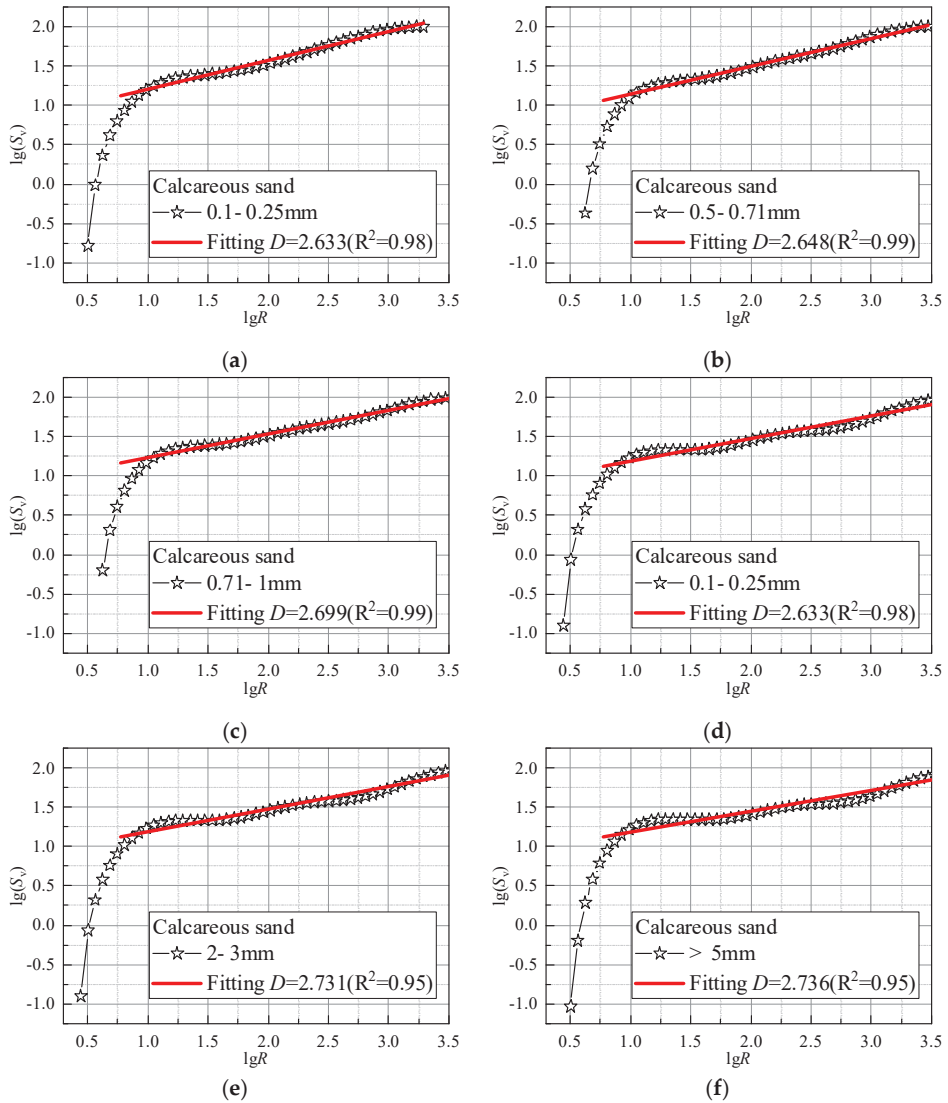 2.0
1.5
1.0
0.5
0.0
-0.5
-1.0
lg(Sv)
Calcareous sand
0.1- 0.25mm
Fitting D=2.633(R²=0.98)
0.5 1.0 1.5 2.0 2.5 3.0 3.5
lgR
(a)
2.0
1.5
1.0
0.5
0.0
-0.5
-1.0
lg(Sv)
Calcareous sand
0.5- 0.71mm
Fitting D=2.648(R²=0.99)
0.5 1.0 1.5 2.0 2.5 3.0 3.5
lgR
(b)
2.0
1.5
1.0
0.5
0.0
-0.5
-1.0
lg(Sv)
Calcareous sand
0.71- 1mm
Fitting D=2.699(R²=0.99)
0.5 1.0 1.5 2.0 2.5 3.0 3.5
lgR
(c)
2.0
1.5
1.0
0.5
0.0
-0.5
-1.0
lg(Sv)
Calcareous sand
0.1- 0.25mm
Fitting D=2.633(R²=0.98)
0.5 1.0 1.5 2.0 2.5 3.0 3.5
lgR
(d)
2.0
1.5
1.0
0.5
0.0
-0.5
-1.0
lg(Sv)
Calcareous sand
2- 3mm
Fitting D=2.731(R²=0.95)
0.5 1.0 1.5 2.0 2.5 3.0 3.5
lgR
(e)
2.0
1.5
1.0
0.5
0.0
-0.5
-1.0
lg(Sv)
Calcareous sand
> 5mm
Fitting D=2.736(R²=0.95)
0.5 1.0 1.5 2.0 2.5 3.0 3.5
lgR
(f)